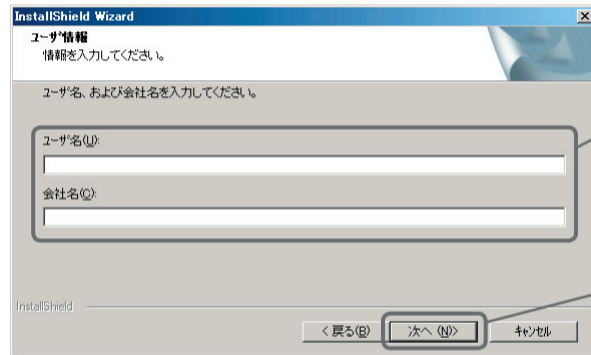 InstallShield Wizard
ユーザ情報
情報を入力してください。
ユーザ名、および会社名を入力してください。
ユーザ名(U):
会社名(C):
InstallShield
< 戻る(B) 次へ (N)> キャンセル